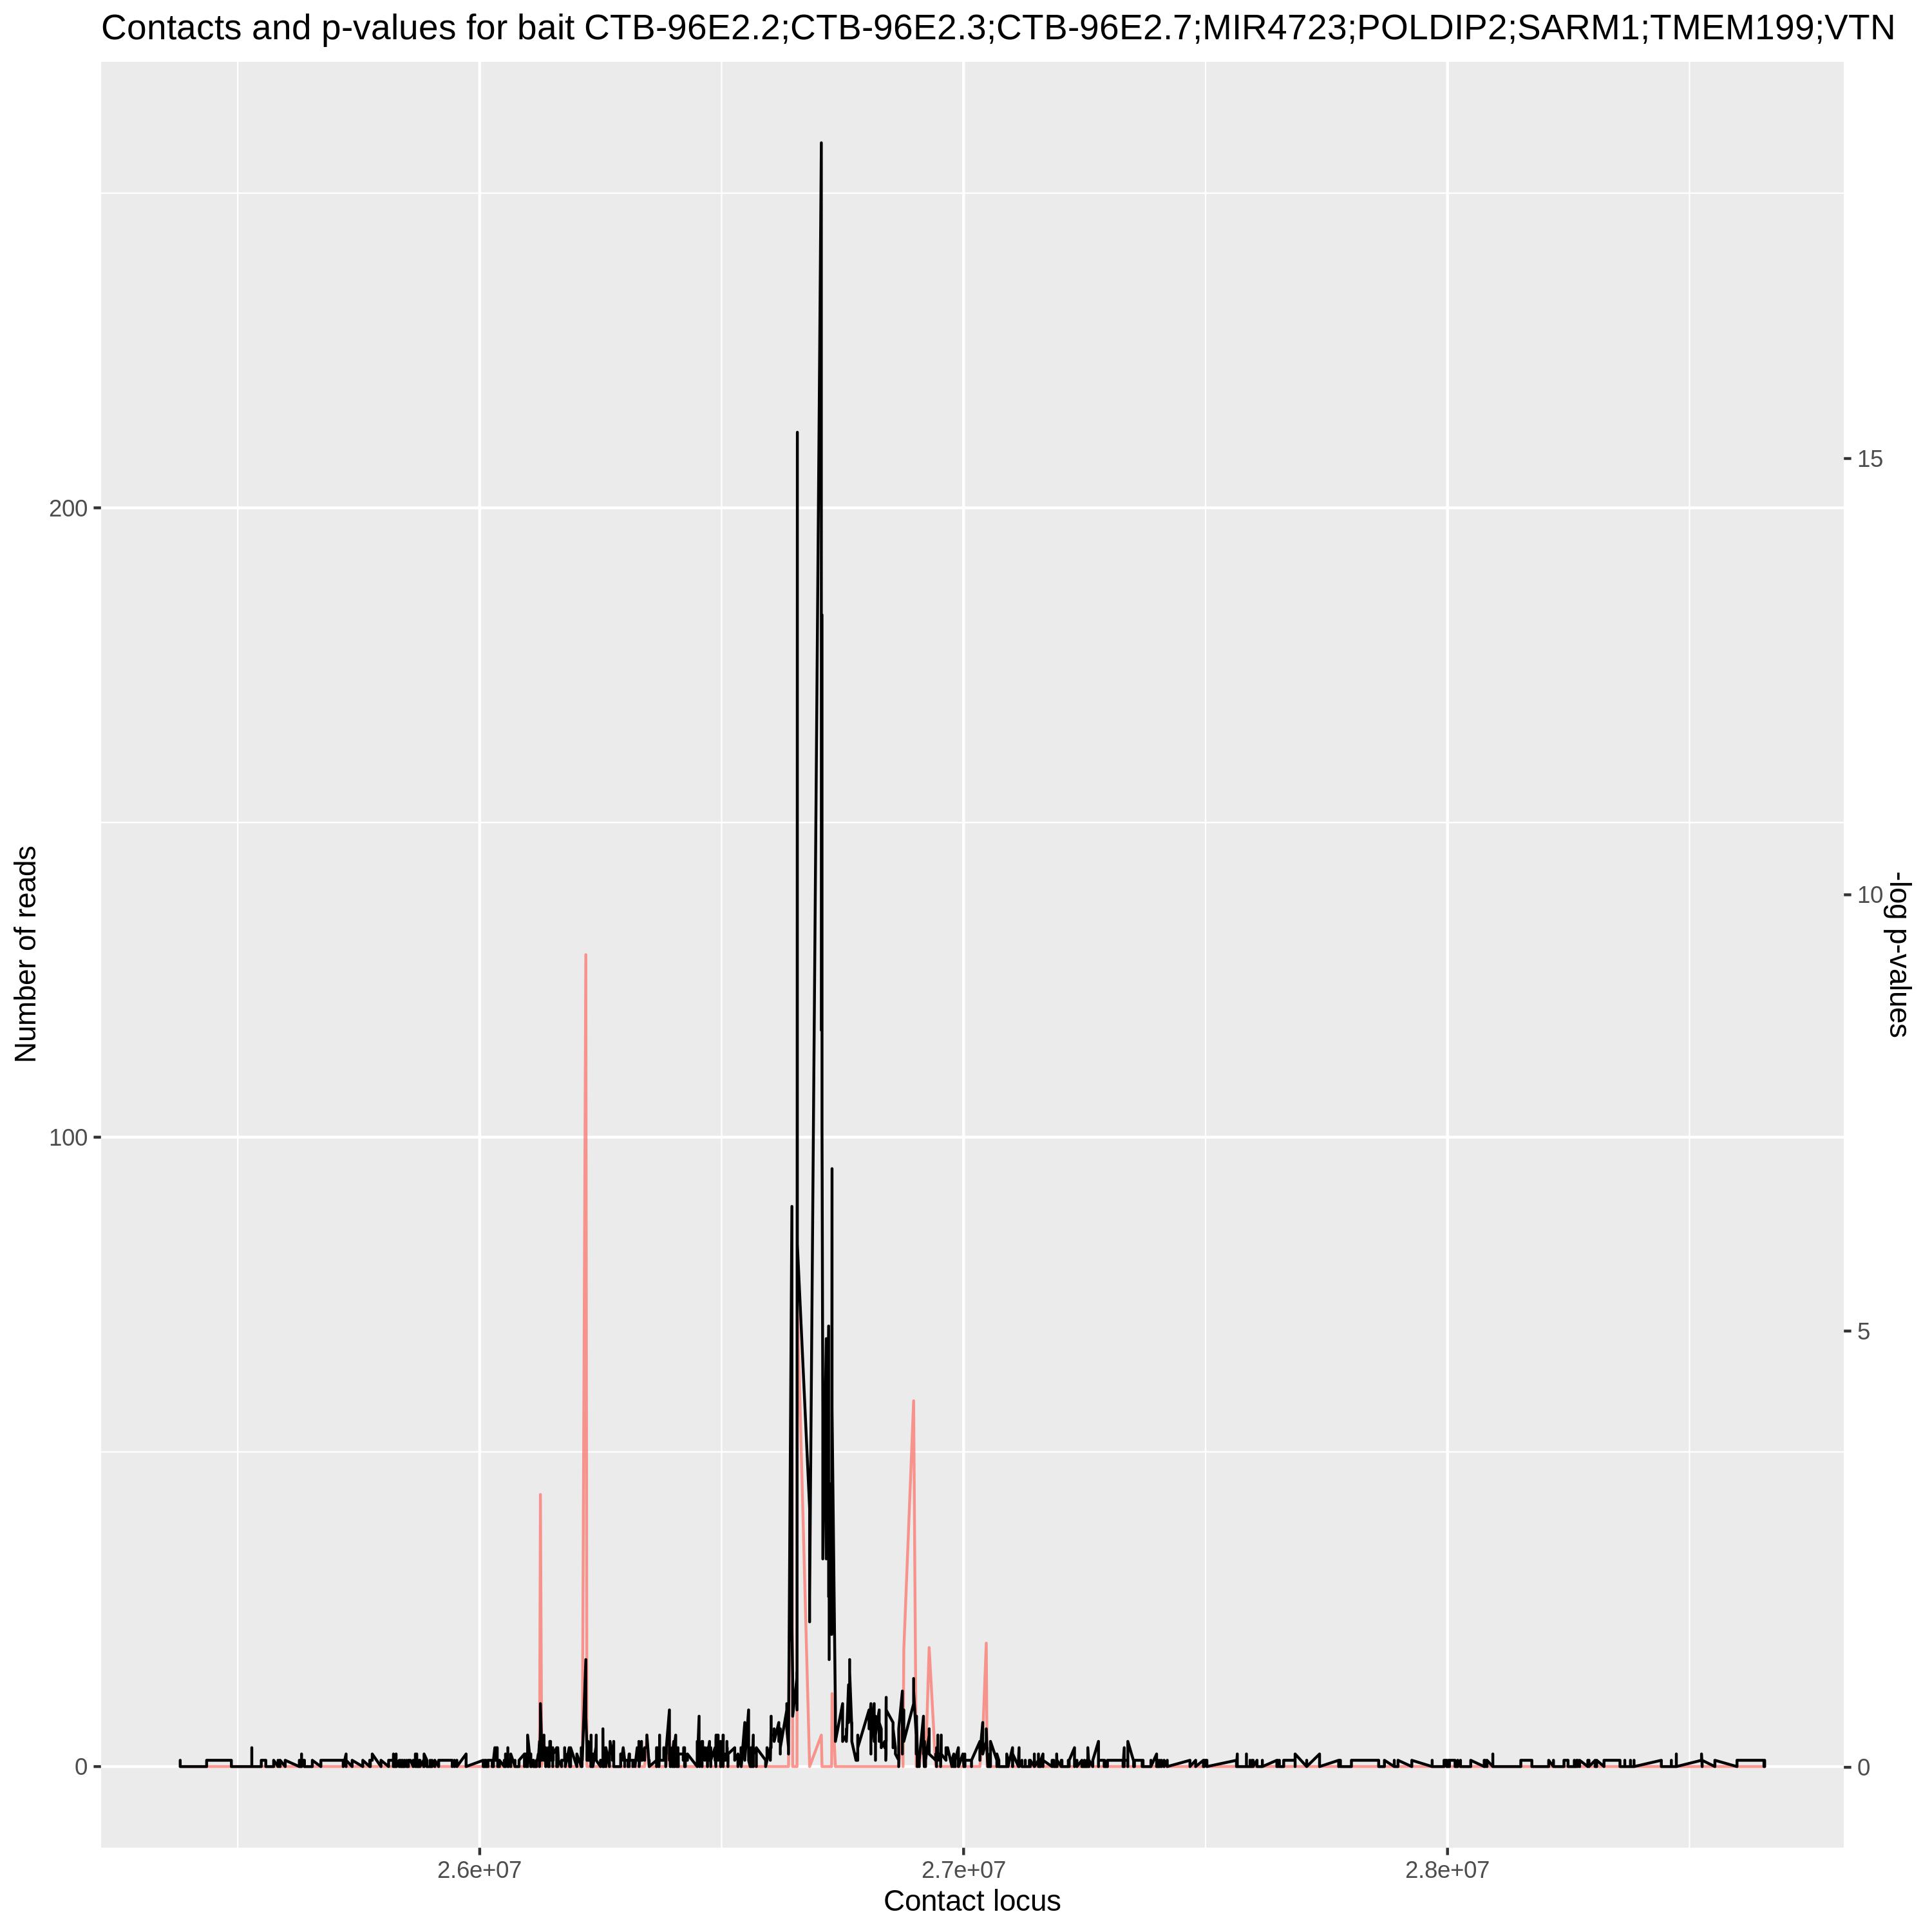 Contacts and p-values for bait CTB-96E2.2;CTB-96E2.3;CTB-96E2.7;MIR4723;POLDIP2;SARM1;TMEM199;VTN
200
100
0
Number of reads
15
10
5
0
-log p-values
2.6e+07 2.7e+07 2.8e+07
Contact locus